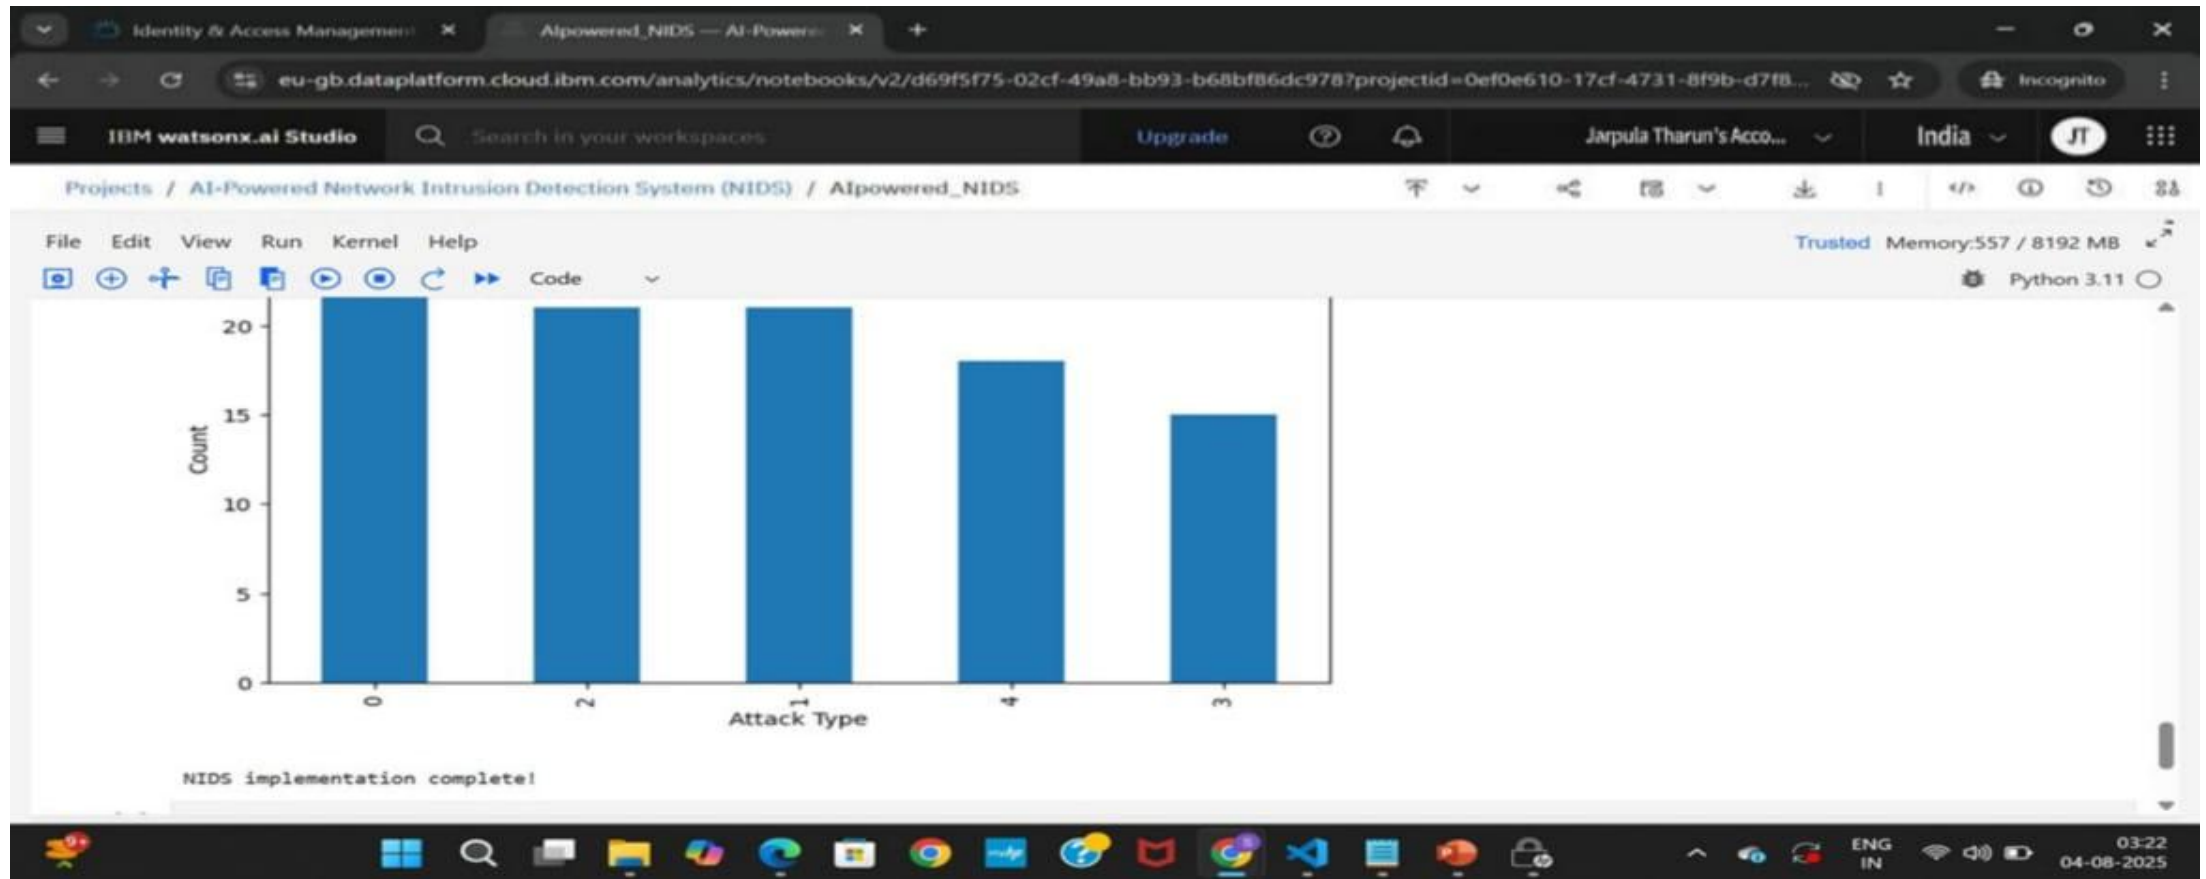 Identity & Access Management
AIpowered_NIDS — AI-Powere
eu-gb.dataplatform.cloud.ibm.com/analytics/notebooks/v2/d69f5f75-02cf-49a8-bb93-b68bf86dc978?projectid=0ef0e610-17cf-4731-8f9b-d7f8...
Incognito
IBM watsonx.ai Studio
Search in your workspaces
Upgrade
Jarpula Tharun's Acco...
India
JT
Projects / AI-Powered Network Intrusion Detection System (NIDS) / AIpowered_NIDS
File Edit View Run Kernel Help
Trusted Memory:557 / 8192 MB
Code
Python 3.11
20
15
10
5
0
Count
0 2 1 4 3
Attack Type
NIDS implementation complete!
9+
ENG
IN
03:22
04-08-2025